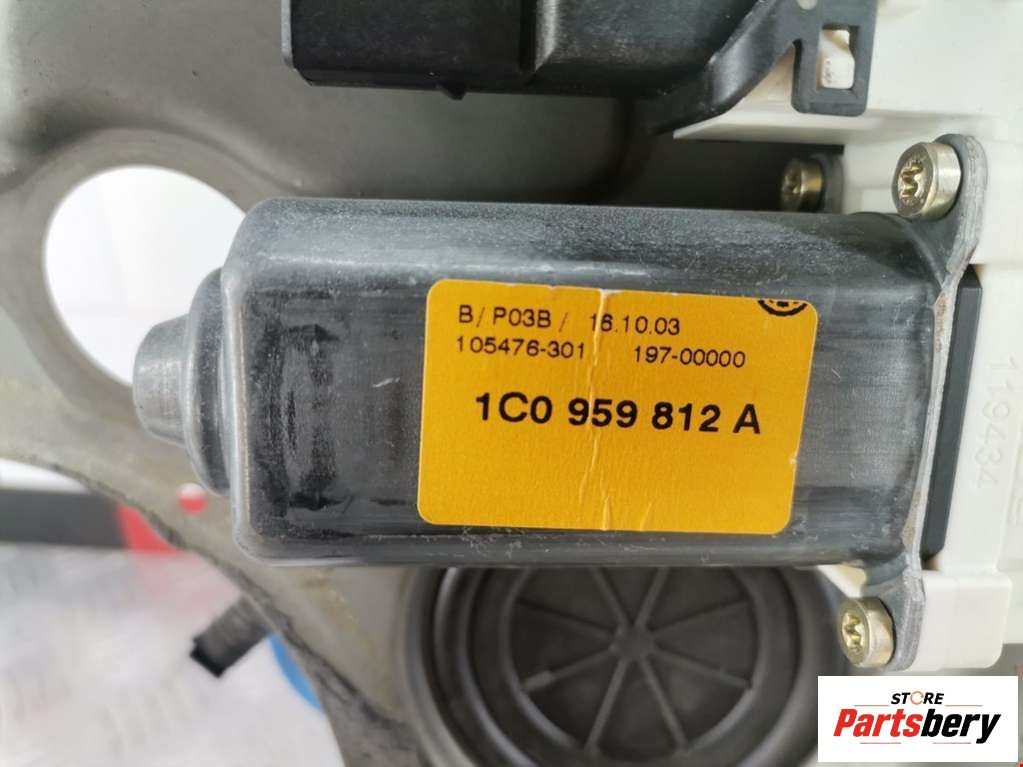 B/P03B/ 16.10.03
105476-301 197-00000
1C0 959 812 A
119434
STORE
Partsbery